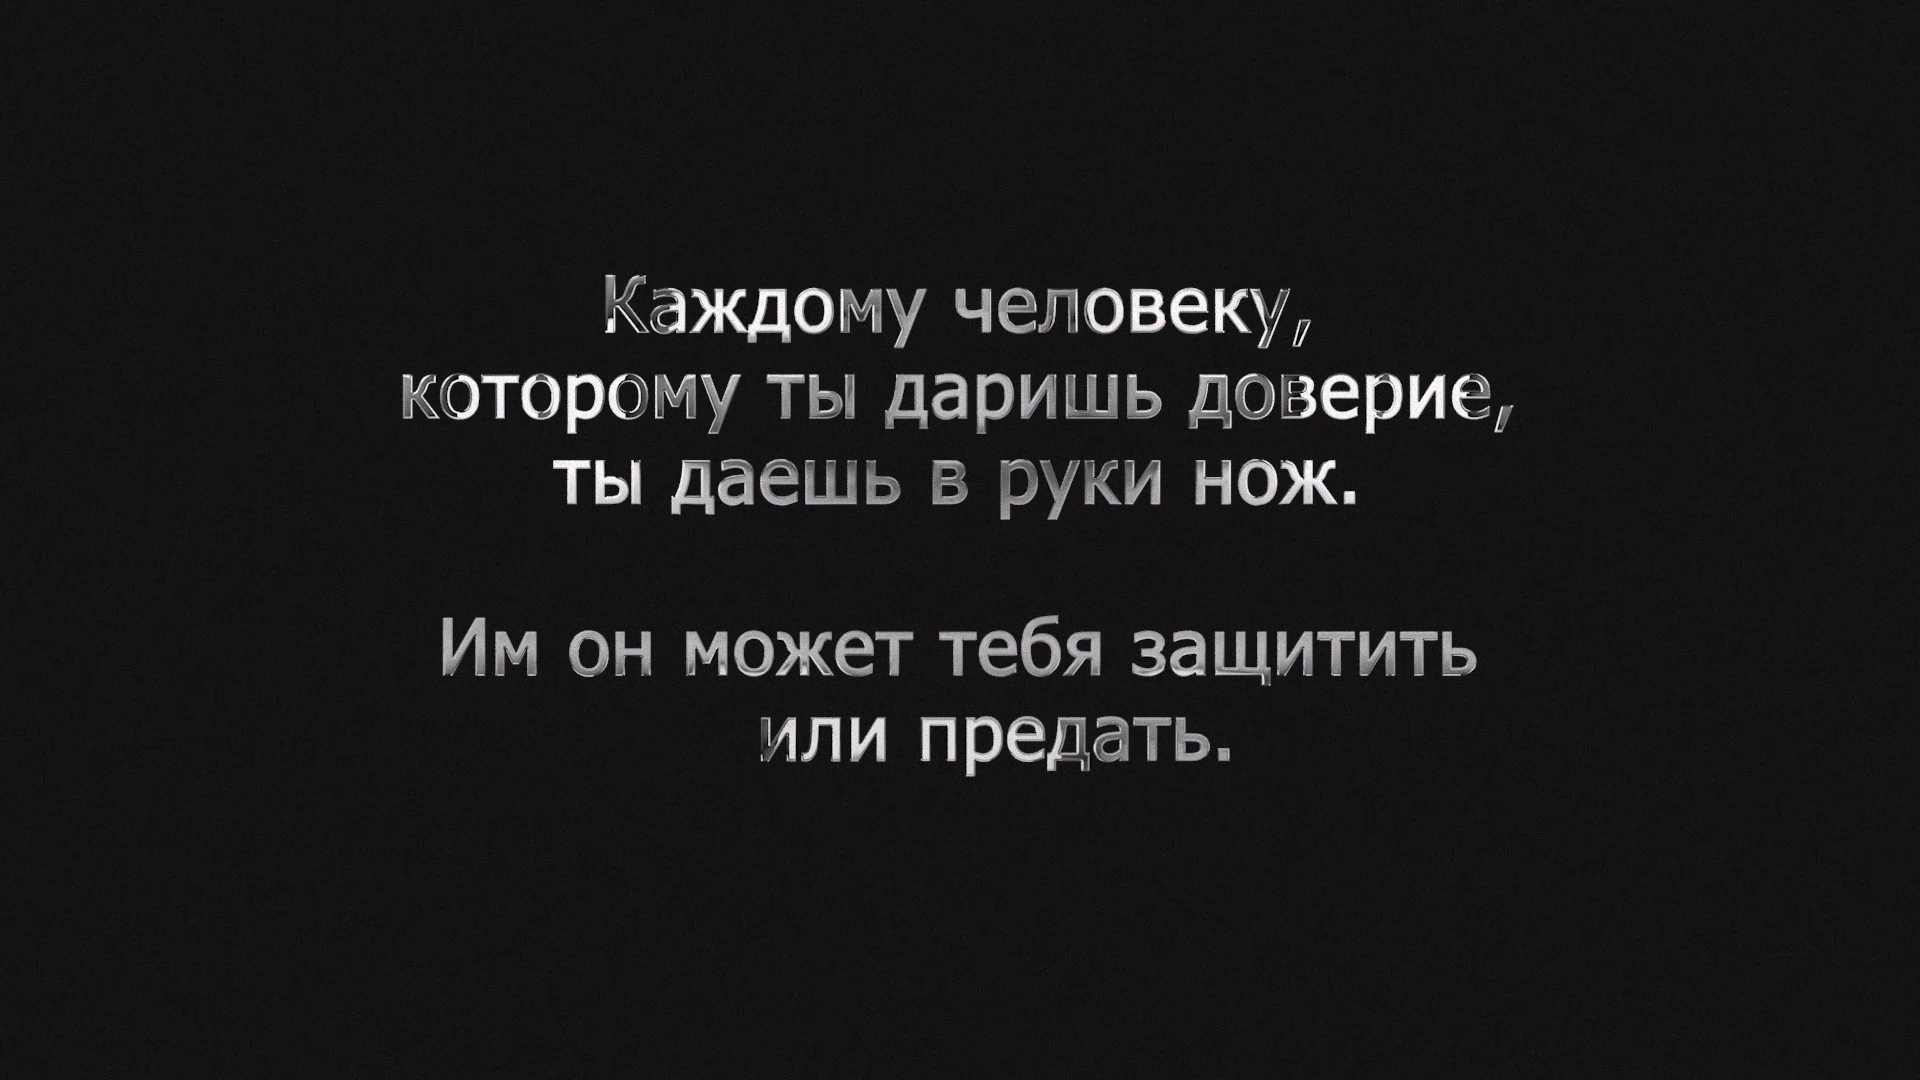 Каждому человеку,
которому ты даришь доверие,
ты даешь в руки нож.
Им он может тебя защитить
или предать.